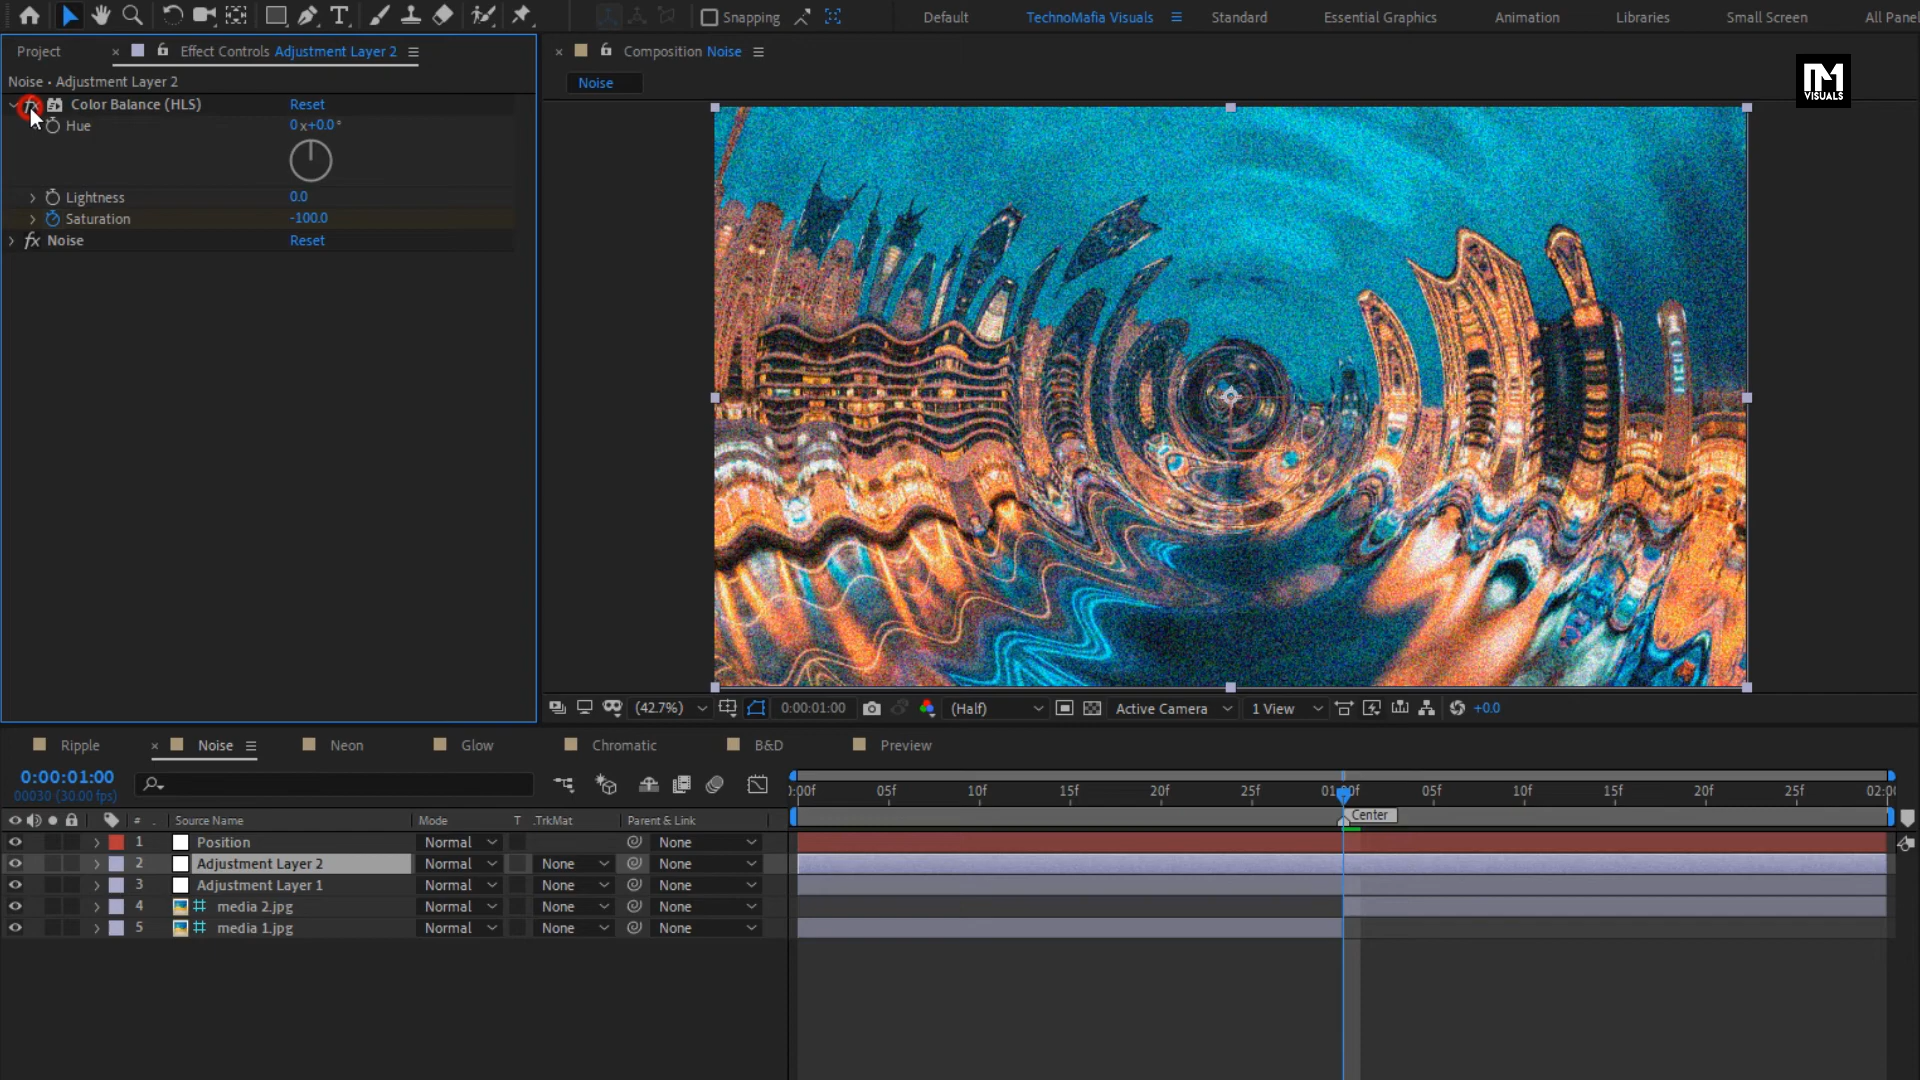 Snapping
Default
TechnoMafia Visuals
Standard
Essential Graphics
Animation
Libraries
Small Screen
All Panel
Project
Effect Controls Adjustment Layer 2
Composition Noise
Noise • Adjustment Layer 2
Noise
VISUALS
fx Color Balance (HLS) Reset
Hue 0x+0.0°
Lightness 0.0
Saturation -100.0
fx Noise Reset
(42.7%)
0:00:01:00
(Half)
Active Camera
1 View
+0.0
Ripple
Noise
Neon
Glow
Chromatic
B&D
Preview
0:00:01:00
00030 (30.00 fps)
:00f 05f 10f 15f 20f 25f 01:00f 05f 10f 15f 20f 25f 02:00
Center
# Source Name Mode T .TrkMat Parent & Link
1 Position Normal None
2 Adjustment Layer 2 Normal None None
3 Adjustment Layer 1 Normal None None
4 media 2.jpg Normal None None
5 media 1.jpg Normal None None